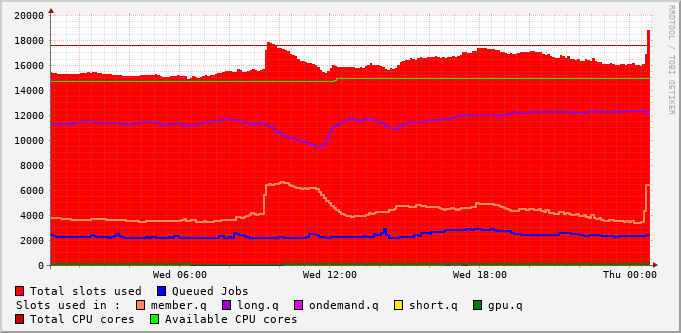 20000
18000
16000
14000
12000
10000
8000
6000
4000
2000
0
Wed 06:00 Wed 12:00 Wed 18:00 Thu 00:00
Total slots used Queued Jobs
Slots used in : member.q long.q ondemand.q short.q gpu.q
Total CPU cores Available CPU cores
RRDTOOL / TOBI OETIKER